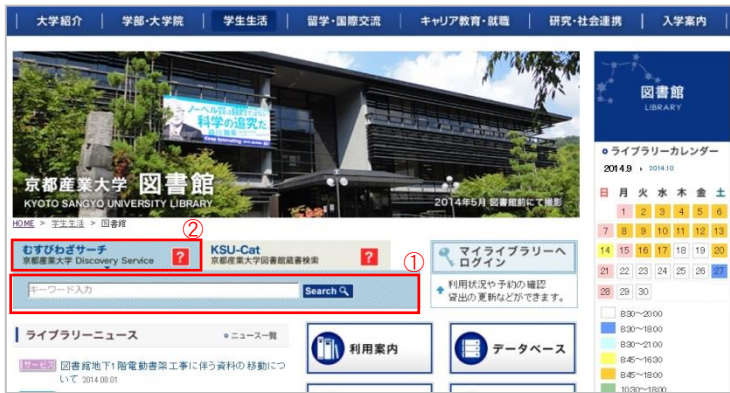 大学紹介 学部・大学院 学生生活 留学・国際交流 キャリア教育・就職 研究・社会連携 入学案内
ノーベル賞は目的ではない
科学の追究だ
Keep Innovating
京都産業大学 図書館
KYOTO SANGYO UNIVERSITY LIBRARY
2014年5月 図書館前にて撮影
HOME > 学生生活 > 図書館
②
むすびわざサーチ
京都産業大学 Discovery Service
?
KSU-Cat
京都産業大学図書館蔵書検索
?
①
キーワード入力
Search
マイライブラリーへ
ログイン
利用状況や予約の確認
貸出の更新などができます。
ライブラリーニュース
ニュース一覧
サービス 図書館地下1階電動書架工事に伴う資料の移動につ
いて 2014.08.01
利用案内
データベース
図書館
LIBRARY
ライブラリーカレンダー
2014.9 2014.10
日 月 火 水 木 金 土
1 2 3 4 5 6
7 8 9 10 11 12 13
14 15 16 17 18 19 20
21 22 23 24 25 26 27
28 29 30
8:30～20:00
8:30～18:00
8:30～21:00
8:45～16:30
8:45～18:00
10:30～18:00